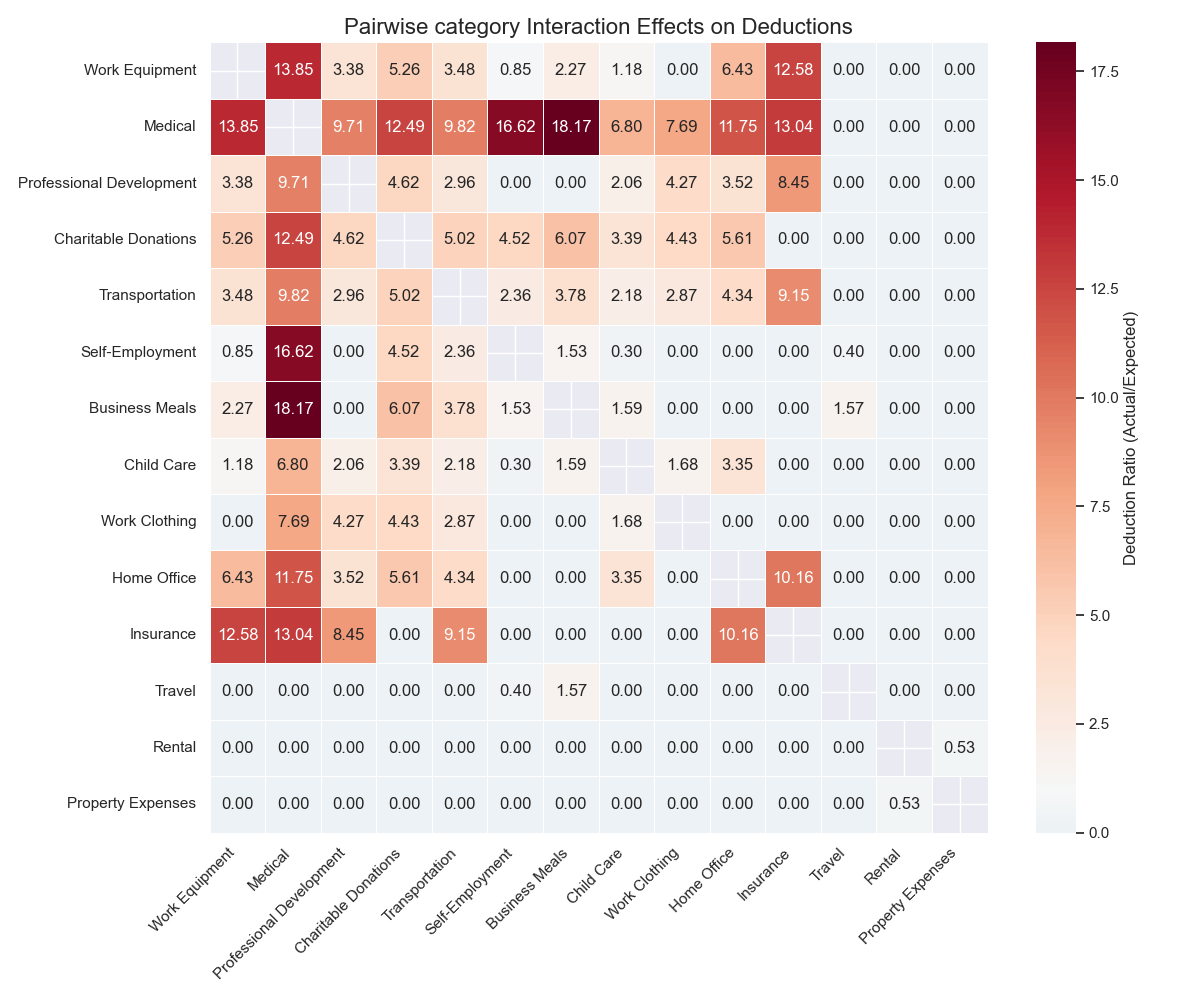 Pairwise category Interaction Effects on Deductions
Work Equipment 13.85 3.38 5.26 3.48 0.85 2.27 1.18 0.00 6.43 12.58 0.00 0.00 0.00
Medical 13.85 9.71 12.49 9.82 16.62 18.17 6.80 7.69 11.75 13.04 0.00 0.00 0.00
Professional Development 3.38 9.71 4.62 2.96 0.00 0.00 2.06 4.27 3.52 8.45 0.00 0.00 0.00
Charitable Donations 5.26 12.49 4.62 5.02 4.52 6.07 3.39 4.43 5.61 0.00 0.00 0.00 0.00
Transportation 3.48 9.82 2.96 5.02 2.36 3.78 2.18 2.87 4.34 9.15 0.00 0.00 0.00
Self-Employment 0.85 16.62 0.00 4.52 2.36 1.53 0.30 0.00 0.00 0.00 0.40 0.00 0.00
Business Meals 2.27 18.17 0.00 6.07 3.78 1.53 1.59 0.00 0.00 0.00 1.57 0.00 0.00
Child Care 1.18 6.80 2.06 3.39 2.18 0.30 1.59 1.68 3.35 0.00 0.00 0.00 0.00
Work Clothing 0.00 7.69 4.27 4.43 2.87 0.00 0.00 1.68 0.00 0.00 0.00 0.00 0.00
Home Office 6.43 11.75 3.52 5.61 4.34 0.00 0.00 3.35 0.00 10.16 0.00 0.00 0.00
Insurance 12.58 13.04 8.45 0.00 9.15 0.00 0.00 0.00 0.00 10.16 0.00 0.00 0.00
Travel 0.00 0.00 0.00 0.00 0.00 0.40 1.57 0.00 0.00 0.00 0.00 0.00 0.00
Rental 0.00 0.00 0.00 0.00 0.00 0.00 0.00 0.00 0.00 0.00 0.00 0.00 0.53
Property Expenses 0.00 0.00 0.00 0.00 0.00 0.00 0.00 0.00 0.00 0.00 0.00 0.00 0.53
Work Equipment
Medical
Professional Development
Charitable Donations
Transportation
Self-Employment
Business Meals
Child Care
Work Clothing
Home Office
Insurance
Travel
Rental
Property Expenses
17.5
15.0
12.5
10.0
7.5
5.0
2.5
0.0
Deduction Ratio (Actual/Expected)